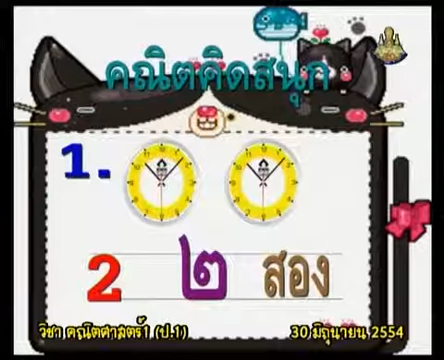 คณิตคิดสนุก
1.
2 ๒ สอง
วิชา คณิตศาสตร์1 (ป.1) 30 มิถุนายน 2554